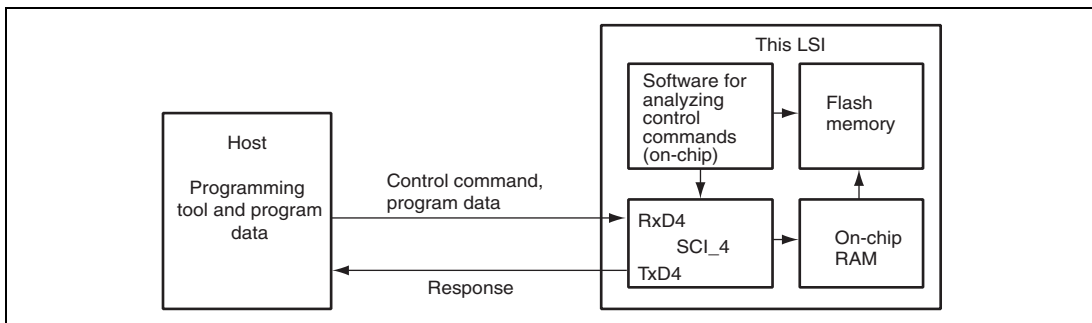 Host
Programming
tool and program
data
Control command,
program data
Response
This LSI
Software for
analyzing
control
commands
(on-chip)
Flash
memory
RxD4
SCI_4
TxD4
On-chip
RAM